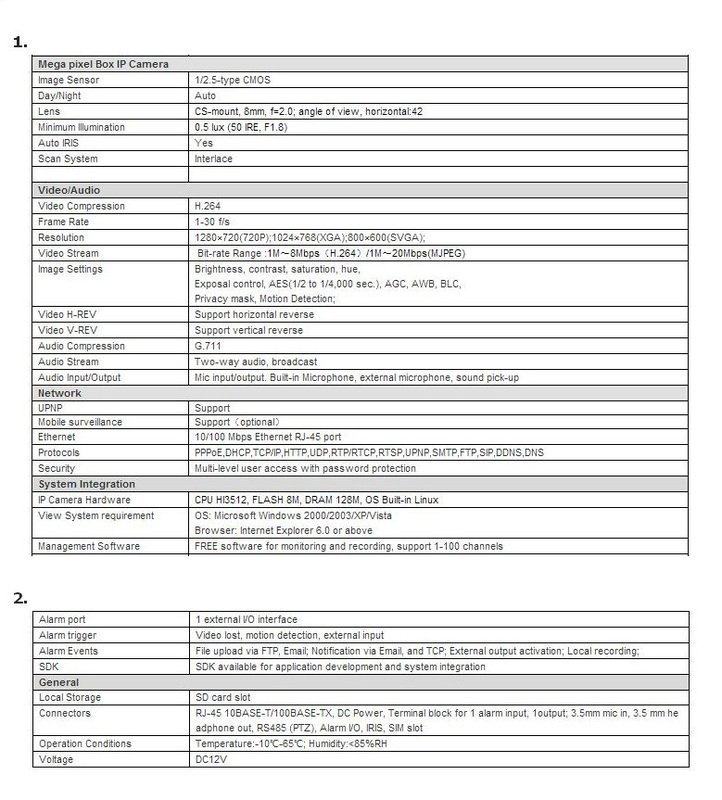 1.
Mega pixel Box IP Camera
Image Sensor 1/2.5-type CMOS
Day/Night Auto
Lens CS-mount, 8mm, f=2.0; angle of view, horizontal:42
Minimum Illumination 0.5 lux (50 IRE, F1.8)
Auto IRIS Yes
Scan System Interlace
Video/Audio
Video Compression H.264
Frame Rate 1-30 f/s
Resolution 1280×720(720P);1024×768(XGA);800×600(SVGA);
Video Stream Bit-rate Range :1M～8Mbps（H.264）/1M～20Mbps(MJPEG)
Image Settings Brightness, contrast, saturation, hue,
Exposal control, AES(1/2 to 1/4,000 sec.), AGC, AWB, BLC,
Privacy mask, Motion Detection;
Video H-REV Support horizontal reverse
Video V-REV Support vertical reverse
Audio Compression G.711
Audio Stream Two-way audio, broadcast
Audio Input/Output Mic input/output. Built-in Microphone, external microphone, sound pick-up
Network
UPNP Support
Mobile surveillance Support（optional）
Ethernet 10/100 Mbps Ethernet RJ-45 port
Protocols PPPoE,DHCP,TCP/IP,HTTP,UDP,RTP/RTCP,RTSP,UPNP,SMTP,FTP,SIP,DDNS,DNS
Security Multi-level user access with password protection
System Integration
IP Camera Hardware CPU HI3512, FLASH 8M, DRAM 128M, OS Built-in Linux
View System requirement OS: Microsoft Windows 2000/2003/XP/Vista
Browser: Internet Explorer 6.0 or above
Management Software FREE software for monitoring and recording, support 1-100 channels
2.
Alarm port 1 external I/O interface
Alarm trigger Video lost, motion detection, external input
Alarm Events File upload via FTP, Email; Notification via Email, and TCP; External output activation; Local recording;
SDK SDK available for application development and system integration
General
Local Storage SD card slot
Connectors RJ-45 10BASE-T/100BASE-TX, DC Power, Terminal block for 1 alarm input, 1output; 3.5mm mic in, 3.5 mm he
adphone out, RS485 (PTZ), Alarm I/O, IRIS, SIM slot
Operation Conditions Temperature:-10℃-65℃; Humidity:<85%RH
Voltage DC12V